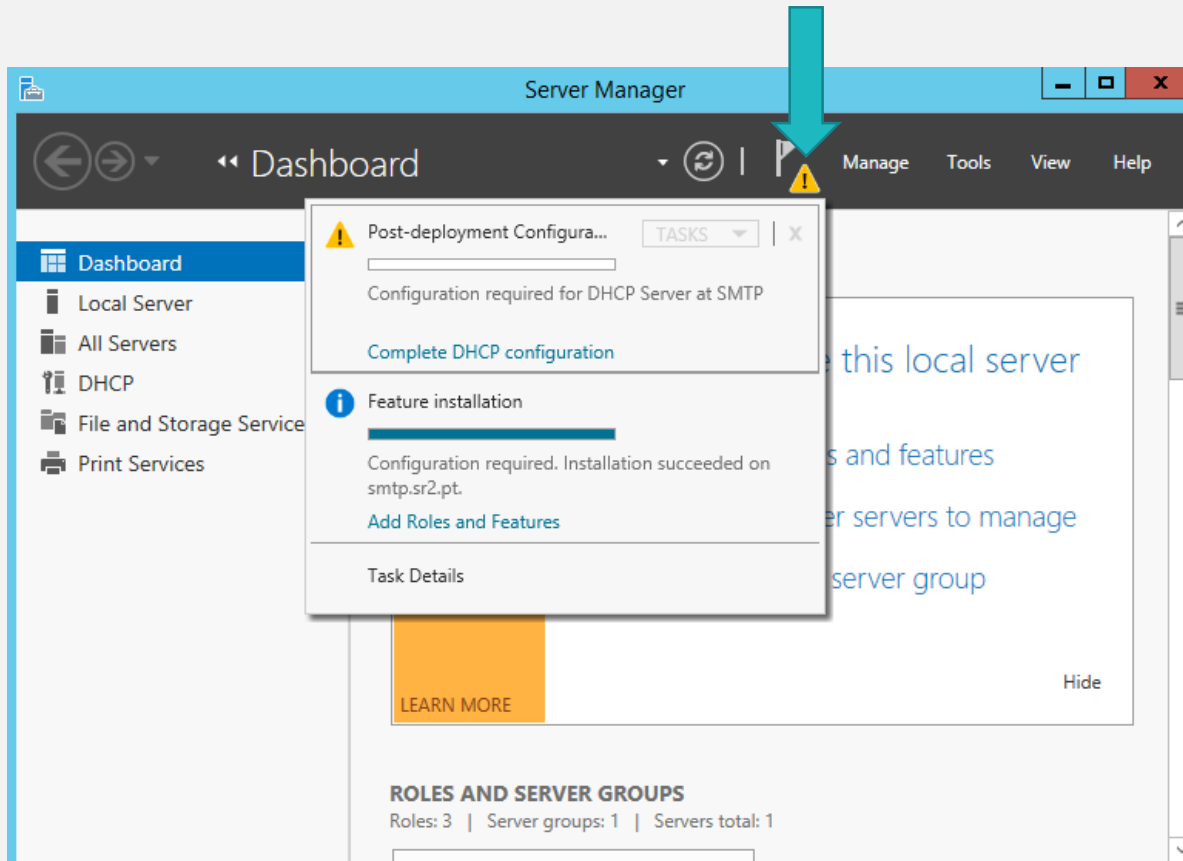 Server Manager
Dashboard
Manage Tools View Help
Dashboard
Local Server
All Servers
DHCP
File and Storage Service
Print Services
Post-deployment Configura...
TASKS
X
Configuration required for DHCP Server at SMTP
Complete DHCP configuration
Feature installation
Configuration required. Installation succeeded on
smtp.sr2.pt.
Add Roles and Features
Task Details
this local server
s and features
er servers to manage
server group
Hide
LEARN MORE
ROLES AND SERVER GROUPS
Roles: 3 | Server groups: 1 | Servers total: 1